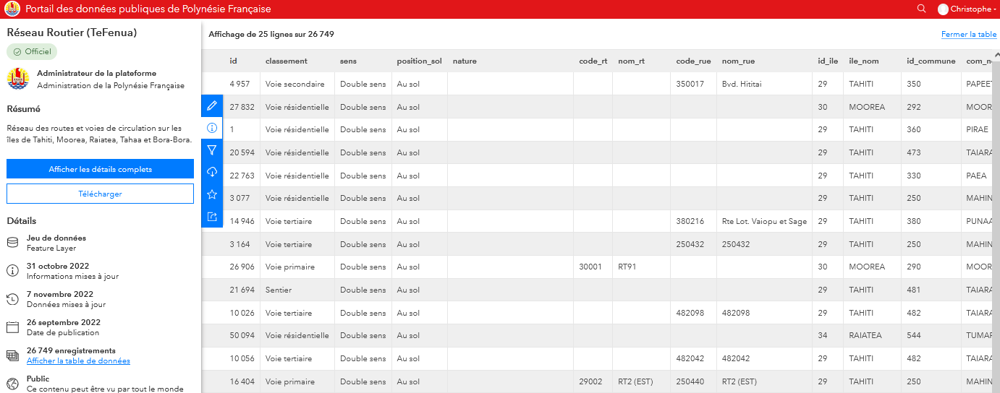 Portail des données publiques de Polynésie Française
Christophe
Réseau Routier (TeFenua)
Officiel
Administrateur de la plateforme
Administration de la Polynésie Française
Résumé
Réseau des routes et voies de circulation sur les
îles de Tahiti, Moorea, Raiatea, Tahaa et Bora-Bora.
Afficher les détails complets
Télécharger
Détails
Jeu de données
Feature Layer
31 octobre 2022
Informations mises à jour
7 novembre 2022
Données mises à jour
26 septembre 2022
Date de publication
26 749 enregistrements
Afficher la table de données
Public
Ce contenu peut être vu par tout le monde
Affichage de 25 lignes sur 26 749
Fermer la table
id classement sens position_sol nature code_rt nom_rt code_rue nom_rue id_ile ile_nom id_commune com_no
4 957 Voie secondaire Double sens Au sol 350017 Bvd. Hititai 29 TAHITI 350 PAPEET
27 832 Voie résidentielle Double sens Au sol 30 MOOREA 292 MOOR
1 Voie résidentielle Double sens Au sol 29 TAHITI 360 PIRAE
20 594 Voie résidentielle Double sens Au sol 29 TAHITI 473 TAIARA
22 763 Voie résidentielle Double sens Au sol 29 TAHITI 330 PAEA
3 077 Voie résidentielle Double sens Au sol 29 TAHITI 250 MAHIN
14 946 Voie tertiaire Double sens Au sol 380216 Rte Lot. Vaiopu et Sage 29 TAHITI 380 PUNAA
3 164 Voie tertiaire Double sens Au sol 250432 250432 29 TAHITI 250 MAHIN
26 906 Voie primaire Double sens Au sol 30001 RT91 30 MOOREA 290 MOOR
21 694 Sentier Double sens Au sol 29 TAHITI 481 TAIARA
10 026 Voie tertiaire Double sens Au sol 482098 482098 29 TAHITI 482 TAIARA
50 094 Voie résidentielle Double sens Au sol 34 RAIATEA 544 TUMAR
10 056 Voie tertiaire Double sens Au sol 482042 482042 29 TAHITI 482 TAIARA
16 404 Voie primaire Double sens Au sol 29002 RT2 (EST) 250440 RT2 (EST) 29 TAHITI 250 MAHIN